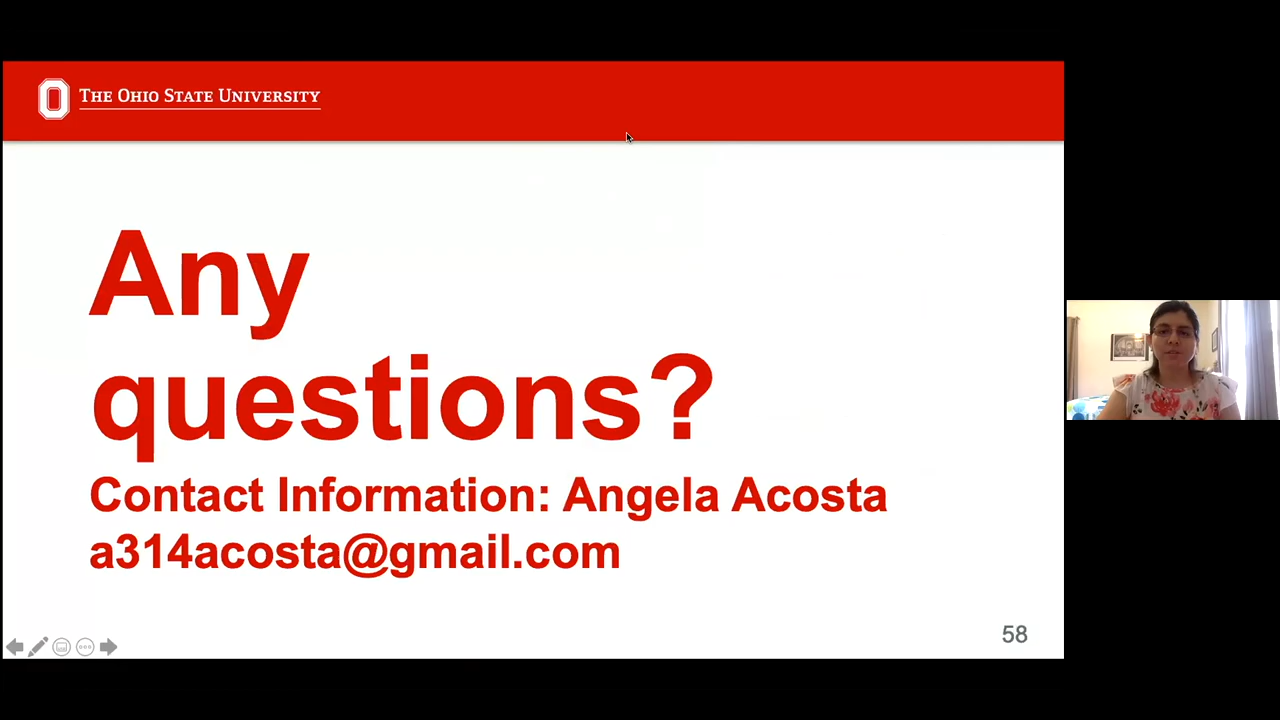 THE OHIO STATE UNIVERSITY
Any
questions?
Contact Information: Angela Acosta
a314acosta@gmail.com
58